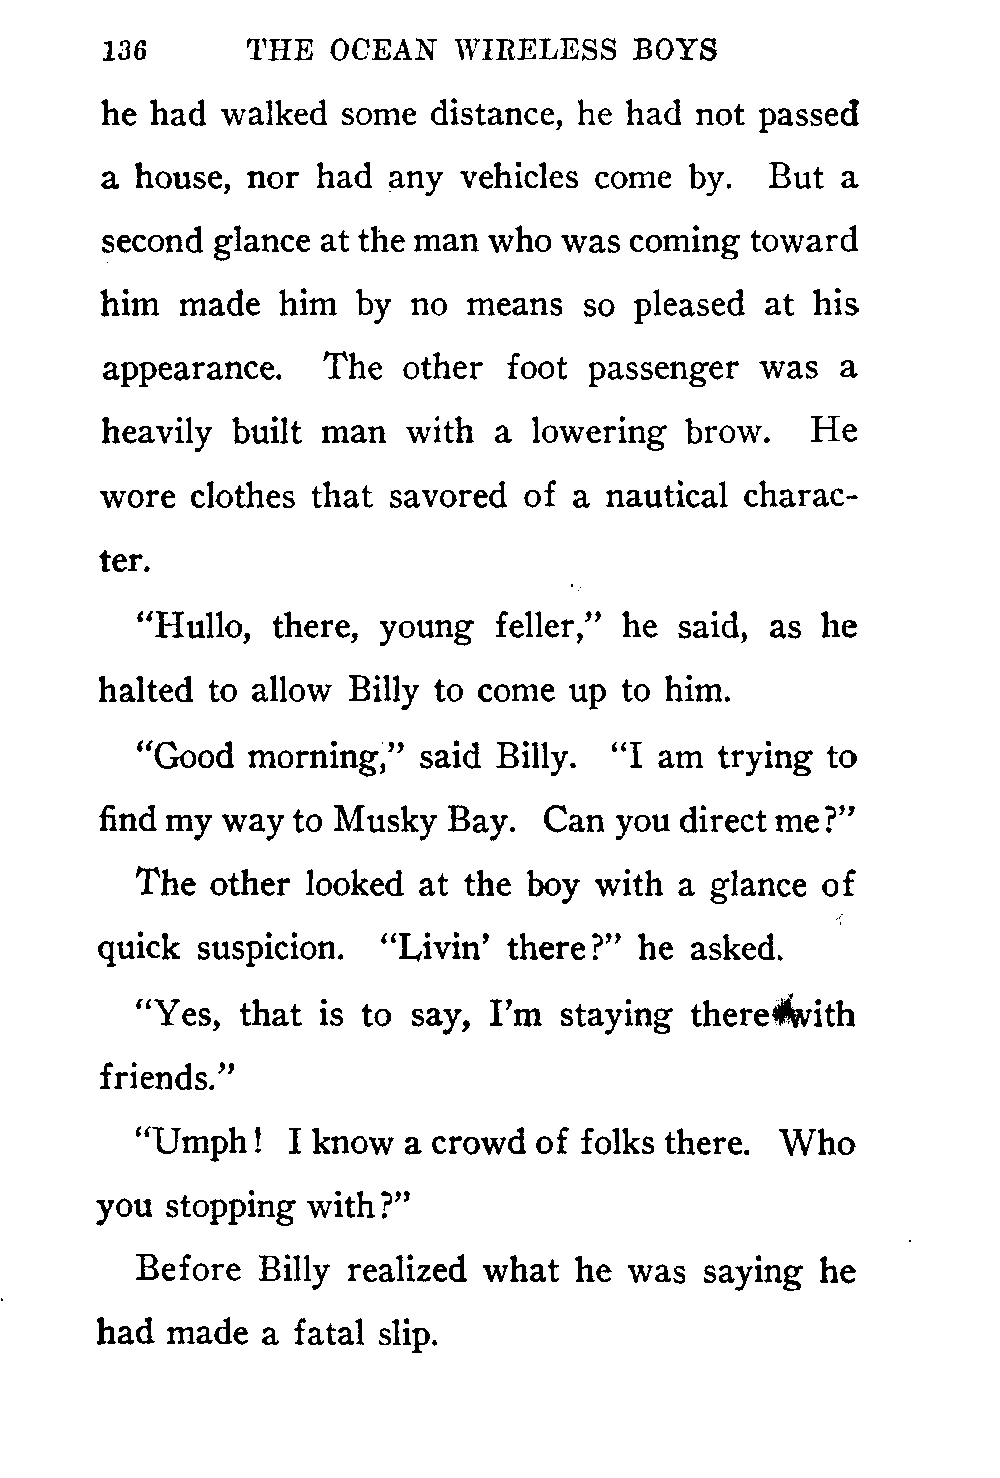 136 THE OCEAN WIRELESS BOYS
he had walked some distance, he had not passed
a house, nor had any vehicles come by. But a
second glance at the man who was coming toward
him made him by no means so pleased at his
appearance. The other foot passenger was a
heavily built man with a lowering brow. He
wore clothes that savored of a nautical charac-
ter.
"Hullo, there, young feller," he said, as he
halted to allow Billy to come up to him.
"Good morning," said Billy. "I am trying to
find my way to Musky Bay. Can you direct me?"
The other looked at the boy with a glance of
quick suspicion. "Livin' there?" he asked.
"Yes, that is to say, I'm staying there with
friends."
"Umph! I know a crowd of folks there. Who
you stopping with?"
Before Billy realized what he was saying he
had made a fatal slip.